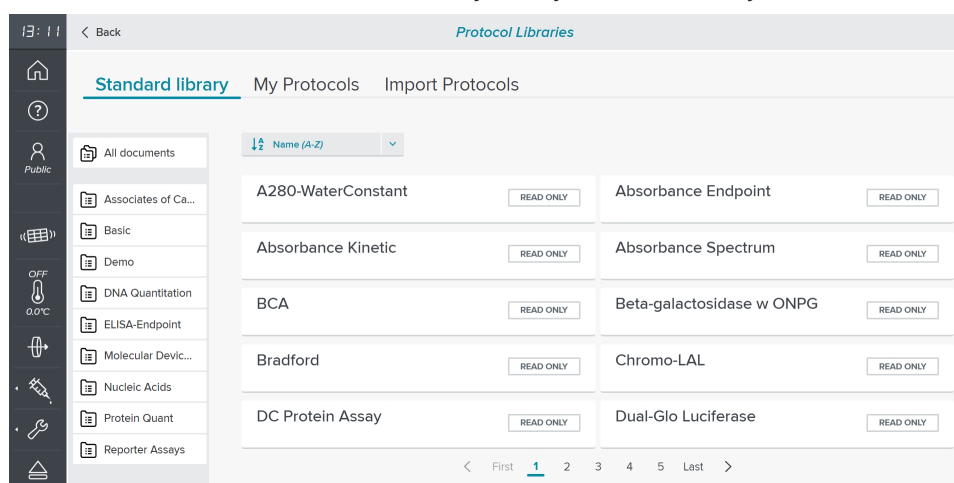 13:11
Back
Protocol Libraries
Standard library My Protocols Import Protocols
Public
OFF
0.0°C
All documents
Associates of Ca...
Basic
Demo
DNA Quantitation
ELISA-Endpoint
Molecular Devic...
Nucleic Acids
Protein Quant
Reporter Assays
Name (A-Z)
A280-WaterConstant READ ONLY
Absorbance Endpoint READ ONLY
Absorbance Kinetic READ ONLY
Absorbance Spectrum READ ONLY
BCA READ ONLY
Beta-galactosidase w ONPG READ ONLY
Bradford READ ONLY
Chromo-LAL READ ONLY
DC Protein Assay READ ONLY
Dual-Glo Luciferase READ ONLY
First 1 2 3 4 5 Last